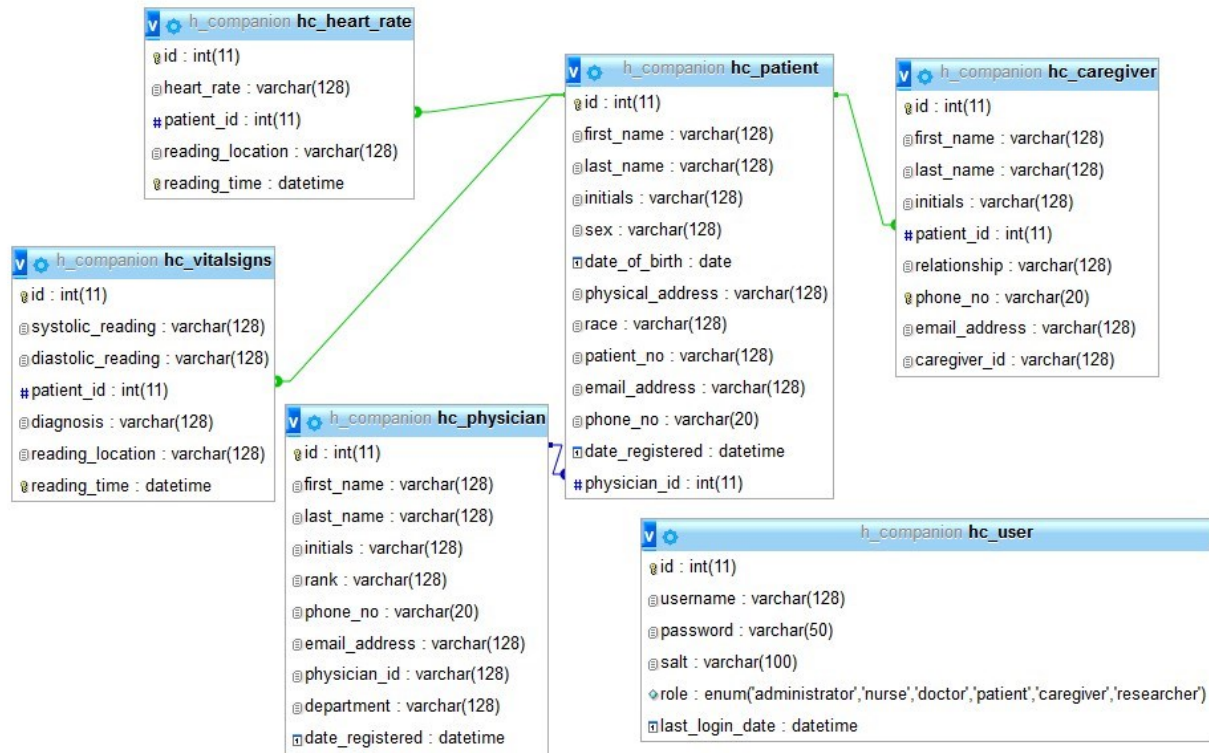 v h_companion hc_heart_rate
id : int(11)
heart_rate : varchar(128)
# patient_id : int(11)
reading_location : varchar(128)
reading_time : datetime
v h_companion hc_vitalsigns
id : int(11)
systolic_reading : varchar(128)
diastolic_reading : varchar(128)
# patient_id : int(11)
diagnosis : varchar(128)
reading_location : varchar(128)
reading_time : datetime
v h_companion hc_physician
id : int(11)
first_name : varchar(128)
last_name : varchar(128)
initials : varchar(128)
rank : varchar(128)
phone_no : varchar(20)
email_address : varchar(128)
physician_id : varchar(128)
department : varchar(128)
date_registered : datetime
v h_companion hc_patient
id : int(11)
first_name : varchar(128)
last_name : varchar(128)
initials : varchar(128)
sex : varchar(128)
date_of_birth : date
physical_address : varchar(128)
race : varchar(128)
patient_no : varchar(128)
email_address : varchar(128)
phone_no : varchar(20)
date_registered : datetime
# physician_id : int(11)
v h_companion hc_caregiver
id : int(11)
first_name : varchar(128)
last_name : varchar(128)
initials : varchar(128)
# patient_id : int(11)
relationship : varchar(128)
phone_no : varchar(20)
email_address : varchar(128)
caregiver_id : varchar(128)
v h_companion hc_user
id : int(11)
username : varchar(128)
password : varchar(50)
salt : varchar(100)
role : enum('administrator','nurse','doctor','patient','caregiver','researcher')
last_login_date : datetime